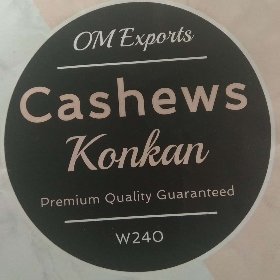 OM Exports
Cashews
Konkan
Premium Quality Guaranteed
W240